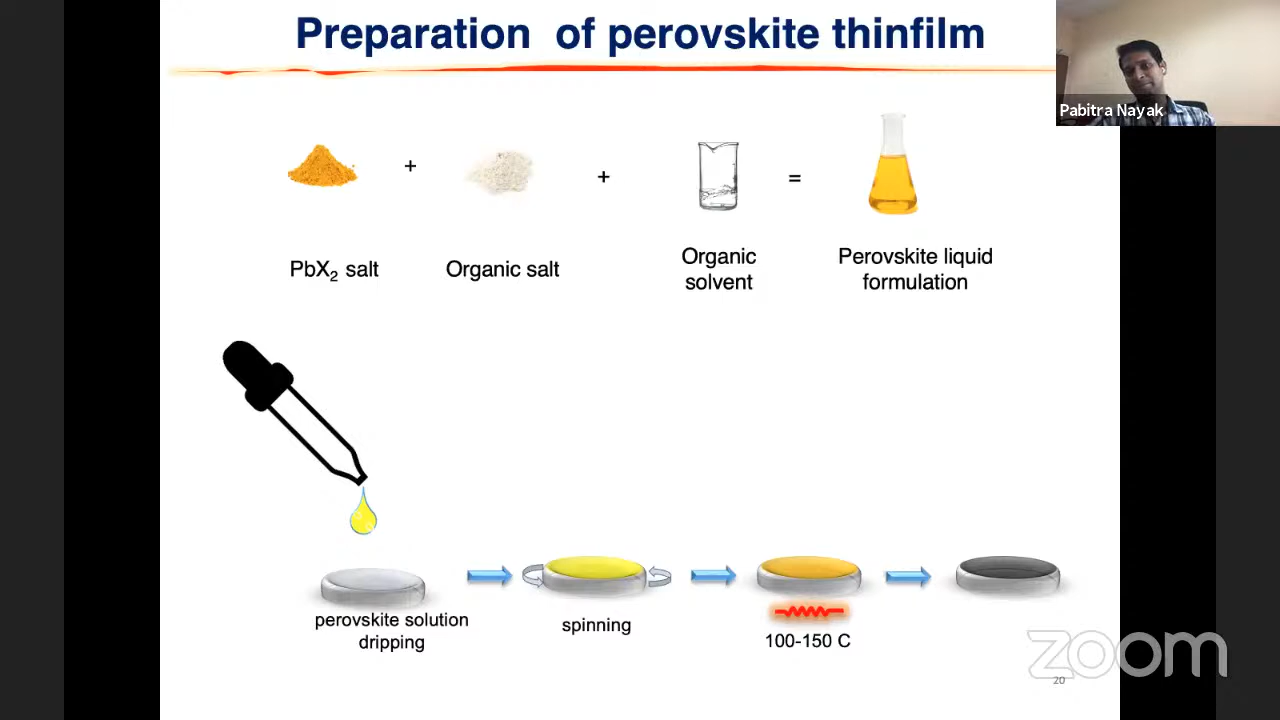 Preparation  of perovskite thinfilm
Pabitra Nayak
+
+
=
PbX₂ salt
Organic salt
Organic
solvent
Perovskite liquid
formulation
perovskite solution
dripping
spinning
100-150 C
zoom
20